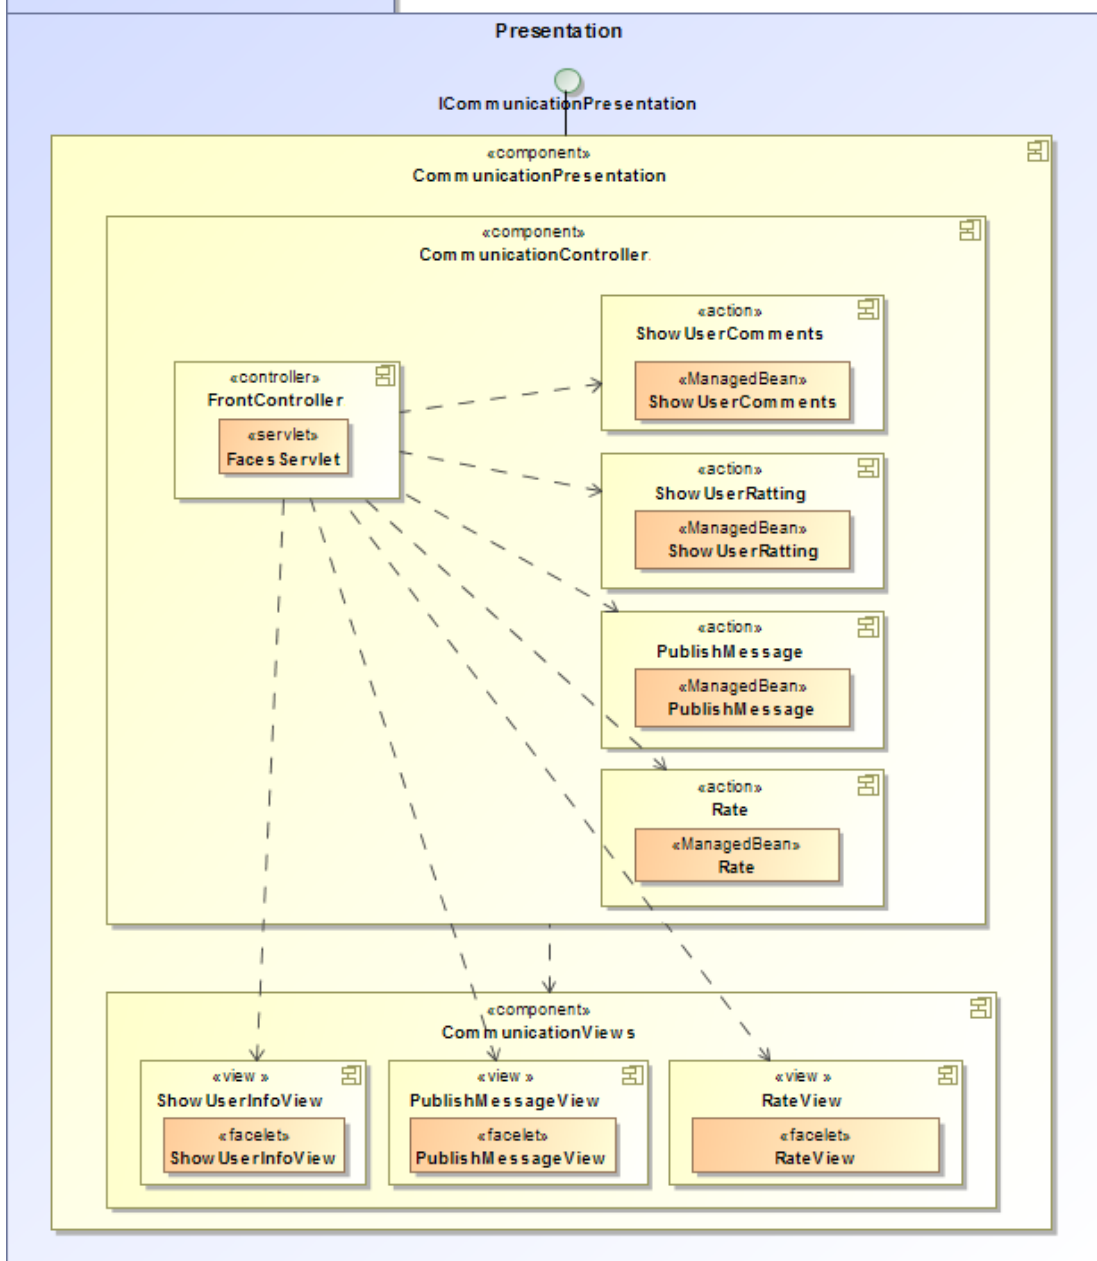 Presentation
ICommunicationPresentation
«component»
CommunicationPresentation
«component»
CommunicationController
«action»
ShowUserComments
«ManagedBean»
ShowUserComments
«controller»
FrontController
«servlet»
FacesServlet
«action»
ShowUserRatting
«ManagedBean»
ShowUserRatting
«action»
PublishMessage
«ManagedBean»
PublishMessage
«action»
Rate
«ManagedBean»
Rate
«component»
CommunicationViews
«view »
ShowUserInfoView
«facelet»
ShowUserInfoView
«view »
PublishMessageView
«facelet»
PublishMessageView
«view »
RateView
«facelet»
RateView